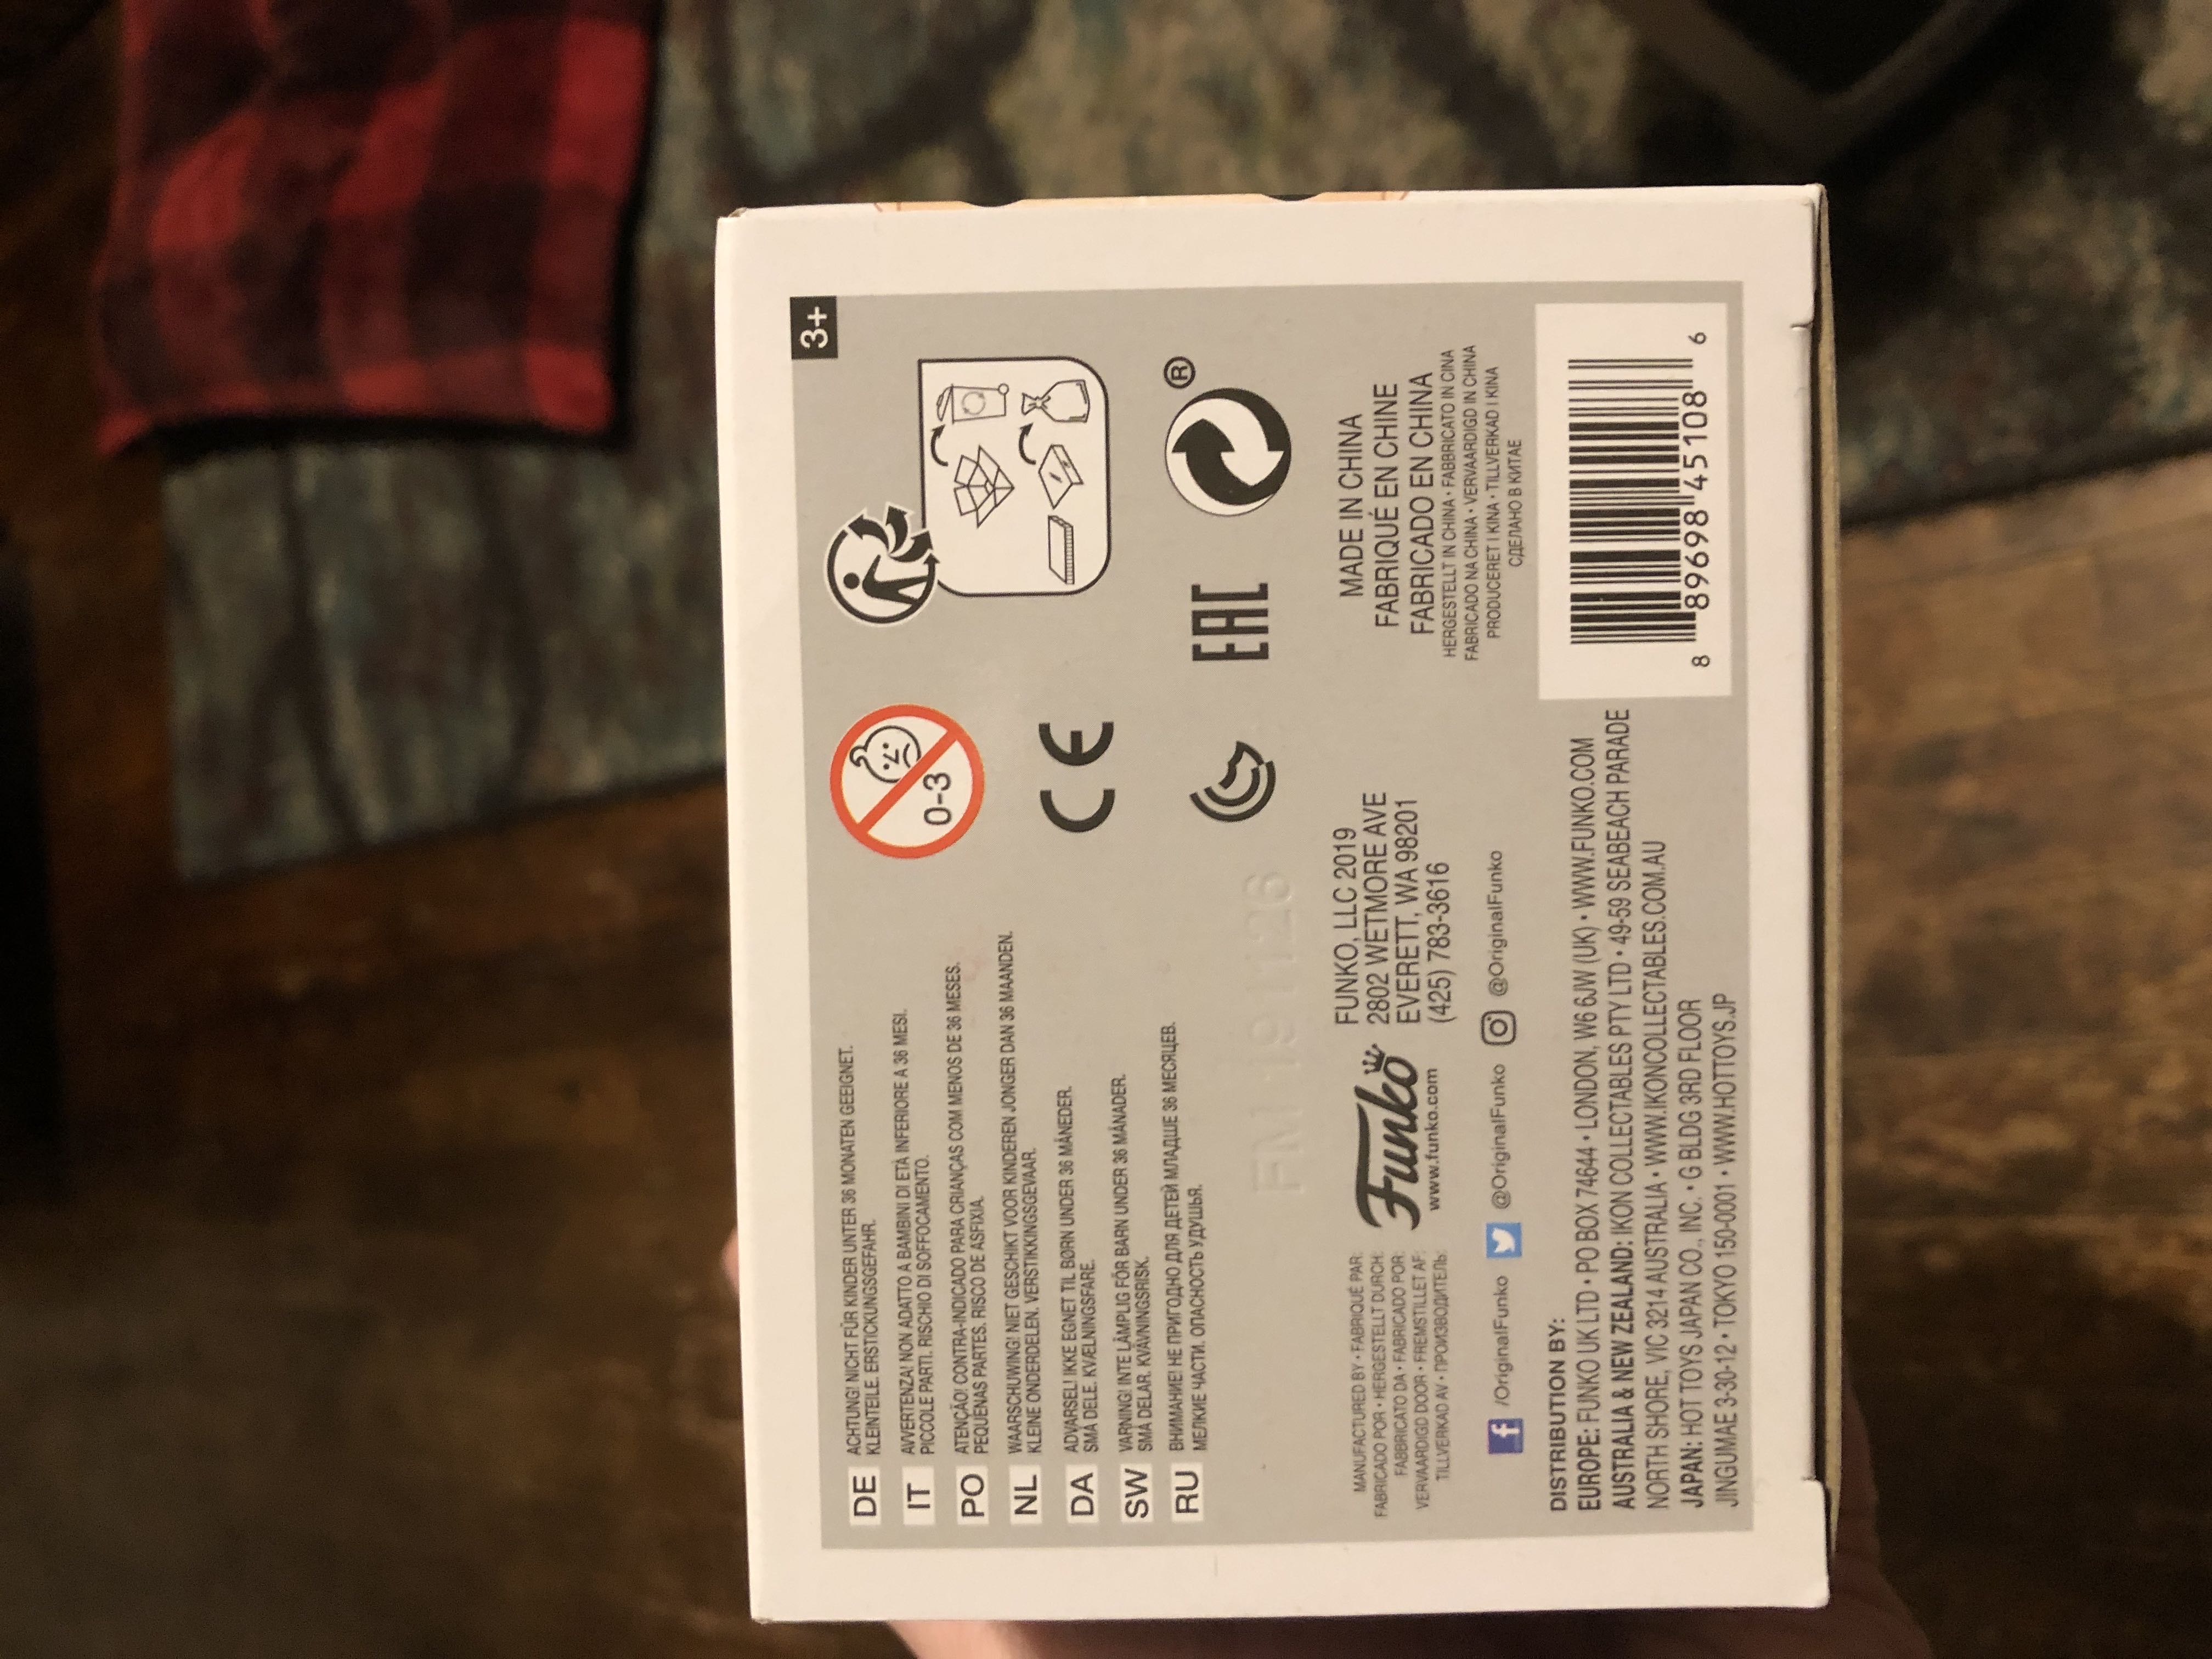 3+
DE
ACHTUNG! NICHT FÜR KINDER UNTER 36 MONATEN GEEIGNET.
KLEINTEILE. ERSTICKUNGSGEFAHR.
IT
AVVERTENZA! NON ADATTO A BAMBINI DI ETÀ INFERIORE A 36 MESI.
PICCOLE PARTI. RISCHIO DI SOFFOCAMENTO.
PO
ATENÇÃO! CONTRA-INDICADO PARA CRIANÇAS COM MENOS DE 36 MESES.
PEQUENAS PARTES. RISCO DE ASFIXIA.
NL
WAARSCHUWING! NIET GESCHIKT VOOR KINDEREN JONGER DAN 36 MAANDEN.
KLEINE ONDERDELEN. VERSTIKKINGSGEVAAR.
DA
ADVARSEL! IKKE EGNET TIL BØRN UNDER 36 MÅNEDER.
SMÅ DELE. KVÆLNINGSFARE.
SW
VARNING! INTE LÄMPLIG FÖR BARN UNDER 36 MÅNADER.
SMÅ DELAR. KVÄVNINGSRISK.
RU
ВНИМАНИЕ! НЕ ПРИГОДНО ДЛЯ ДЕТЕЙ МЛАДШЕ 36 МЕСЯЦЕВ.
МЕЛКИЕ ЧАСТИ. ОПАСНОСТЬ УДУШЬЯ.
0-3
CE
EAC
®
FM 191126
MANUFACTURED BY • FABRIQUÉ PAR:
FABRICADO POR • HERGESTELLT DURCH:
FABBRICATO DA • FABRICADO POR:
VERVAARDIGD DOOR • FREMSTILLET AF:
TILLVERKAD AV • ПРОИЗВОДИТЕЛЬ:
Funko
www.funko.com
FUNKO, LLC 2019
2802 WETMORE AVE
EVERETT, WA 98201
(425) 783-3616
MADE IN CHINA
FABRIQUÉ EN CHINE
FABRICADO EN CHINA
HERGESTELLT IN CHINA • FABBRICATO IN CINA
FABRICADO NA CHINA • VERVAARDIGD IN CHINA
PRODUCERET I KINA • TILLVERKAD I KINA
СДЕЛАНО В КИТАЕ
f /OriginalFunko @OriginalFunko @OriginalFunko
DISTRIBUTION BY:
EUROPE: FUNKO UK LTD • PO BOX 74644 • LONDON, W6 6JW (UK) • WWW.FUNKO.COM
AUSTRALIA & NEW ZEALAND: IKON COLLECTABLES PTY LTD • 49-59 SEABEACH PARADE
NORTH SHORE, VIC 3214 AUSTRALIA • WWW.IKONCOLLECTABLES.COM.AU
JAPAN: HOT TOYS JAPAN CO., INC. • G BLDG 3RD FLOOR
JINGUMAE 3-30-12 • TOKYO 150-0001 • WWW.HOTTOYS.JP
8 89698 45108 6